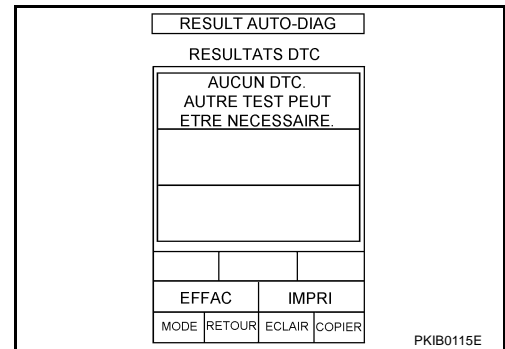 RESULT AUTO-DIAG
RESULTATS DTC
AUCUN DTC.
AUTRE TEST PEUT
ETRE NECESSAIRE.
EFFAC IMPRI
MODE RETOUR ECLAIR COPIER
PKIB0115E